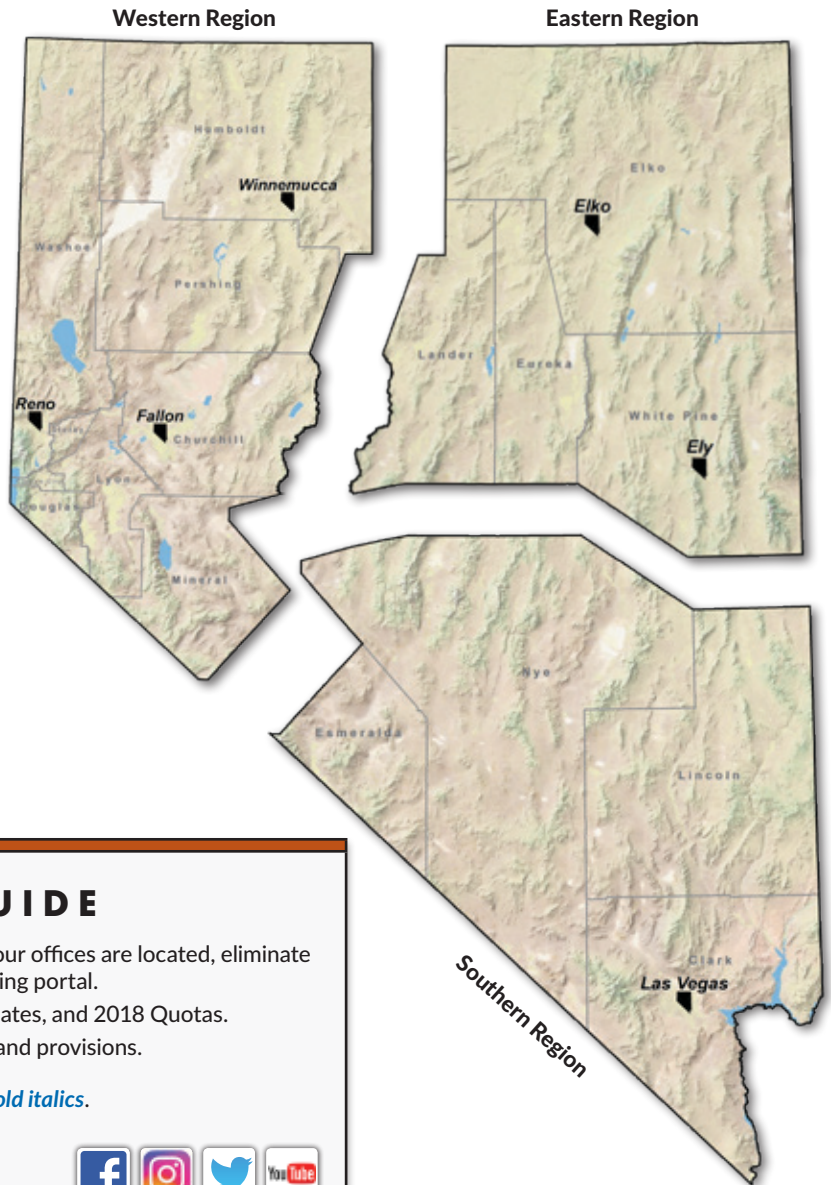 Western Region
Eastern Region
Humboldt
Winnemucca
Elko
Elko
Washoe
Pershing
Lander
Eureka
Reno
Fallon
Churchill
White Pine
Ely
Lyon
Douglas
Mineral
Nye
Esmeralda
Lincoln
Clark
Las Vegas
Southern Region
UIDE
our offices are located, eliminate
ing portal.
ates, and 2018 Quotas.
and provisions.
old italics.
You Tube